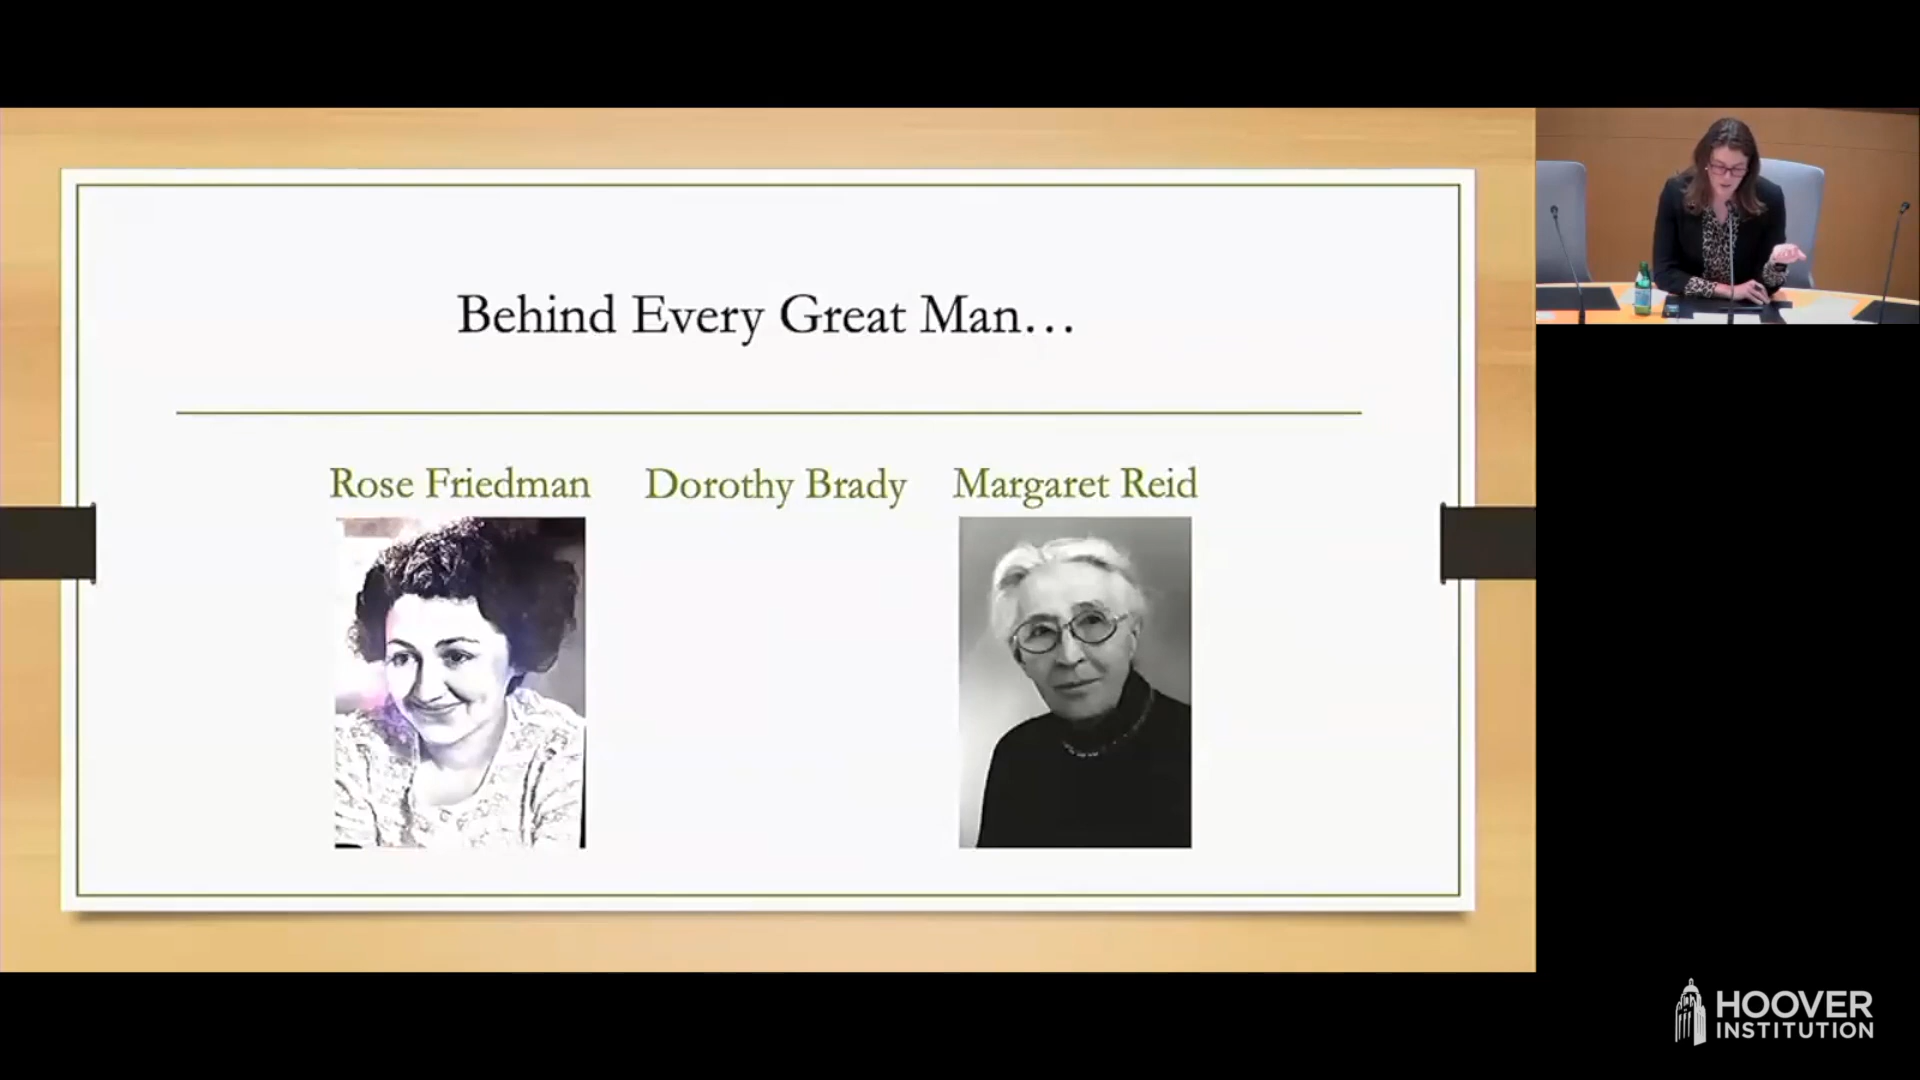 Behind Every Great Man…
Rose Friedman
Dorothy Brady
Margaret Reid
HOOVER
INSTITUTION